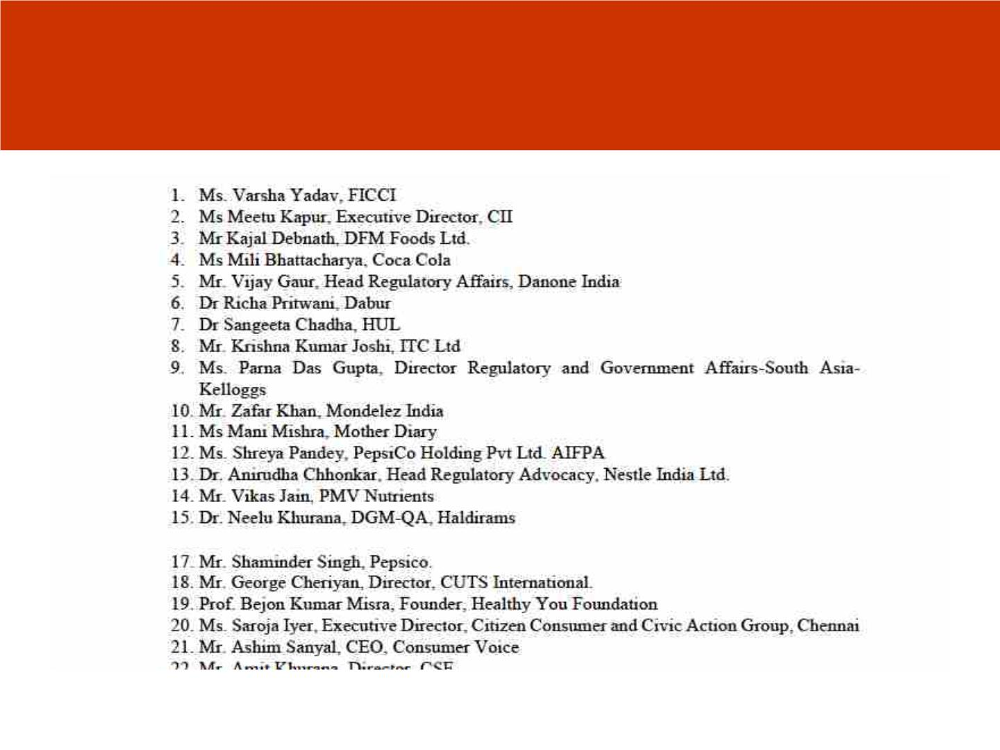 1. Ms. Varsha Yadav, FICCI
2. Ms Meetu Kapur, Executive Director, CII
3. Mr Kajal Debnath, DFM Foods Ltd.
4. Ms Mili Bhattacharya, Coca Cola
5. Mr. Vijay Gaur, Head Regulatory Affairs, Danone India
6. Dr Richa Pritwani, Dabur
7. Dr Sangeeta Chadha, HUL
8. Mr. Krishna Kumar Joshi, ITC Ltd
9. Ms. Parna Das Gupta, Director Regulatory and Government Affairs-South Asia-
Kelloggs
10. Mr. Zafar Khan, Mondelez India
11. Ms Mani Mishra, Mother Diary
12. Ms. Shreya Pandey, PepsiCo Holding Pvt Ltd. AIFPA
13. Dr. Anirudha Chhonkar, Head Regulatory Advocacy, Nestle India Ltd.
14. Mr. Vikas Jain, PMV Nutrients
15. Dr. Neelu Khurana, DGM-QA, Haldirams
17. Mr. Shaminder Singh, Pepsico.
18. Mr. George Cheriyan, Director, CUTS International.
19. Prof. Bejon Kumar Misra, Founder, Healthy You Foundation
20. Ms. Saroja Iyer, Executive Director, Citizen Consumer and Civic Action Group, Chennai
21. Mr. Ashim Sanyal, CEO, Consumer Voice
22. Mr. Amit Khurana, Director, CSE